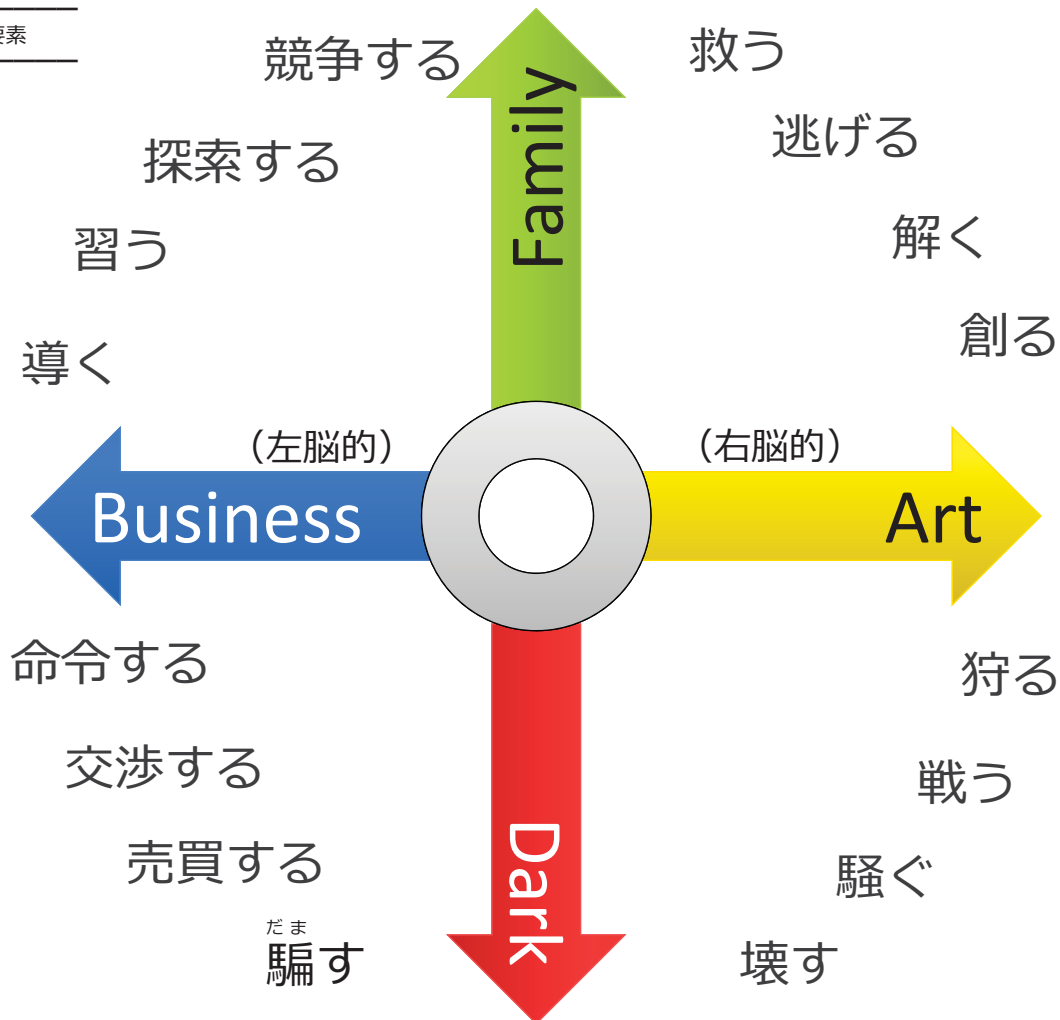 要素
競争する
救う
探索する
逃げる
習う
解く
導く
創る
Family
（左脳的）
（右脳的）
Business
Art
命令する
狩る
交渉する
戦う
売買する
騒ぐ
Dark
だま
騙す
壊す